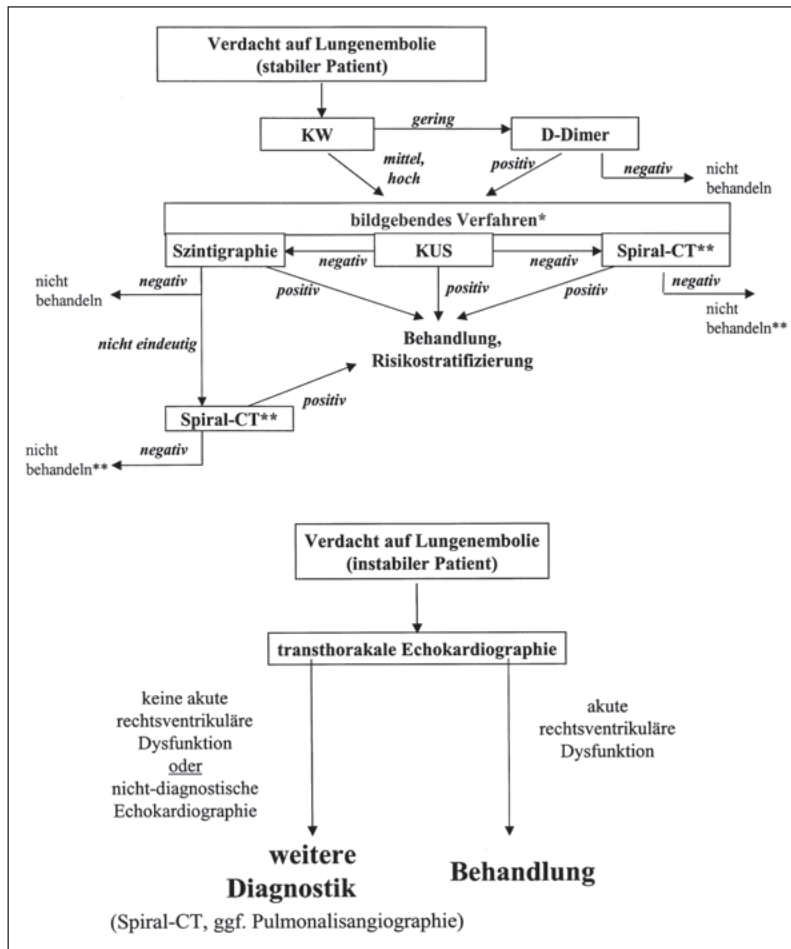 Verdacht auf Lungenembolie
(stabiler Patient)
KW
gering
D-Dimer
mittel,
hoch
positiv
negativ
nicht
behandeln
bildgebendes Verfahren*
Szintigraphie
negativ
KUS
negativ
Spiral-CT**
nicht
behandeln
negativ
positiv
positiv
positiv
negativ
nicht
behandeln**
nicht eindeutig
Behandlung,
Risikostratifizierung
Spiral-CT**
positiv
nicht
behandeln**
negativ
Verdacht auf Lungenembolie
(instabiler Patient)
transthorakale Echokardiographie
keine akute
rechtsventrikuläre
Dysfunktion
oder
nicht-diagnostische
Echokardiographie
akute
rechtsventrikuläre
Dysfunktion
weitere
Diagnostik
Behandlung
(Spiral-CT, ggf. Pulmonalisangiographie)